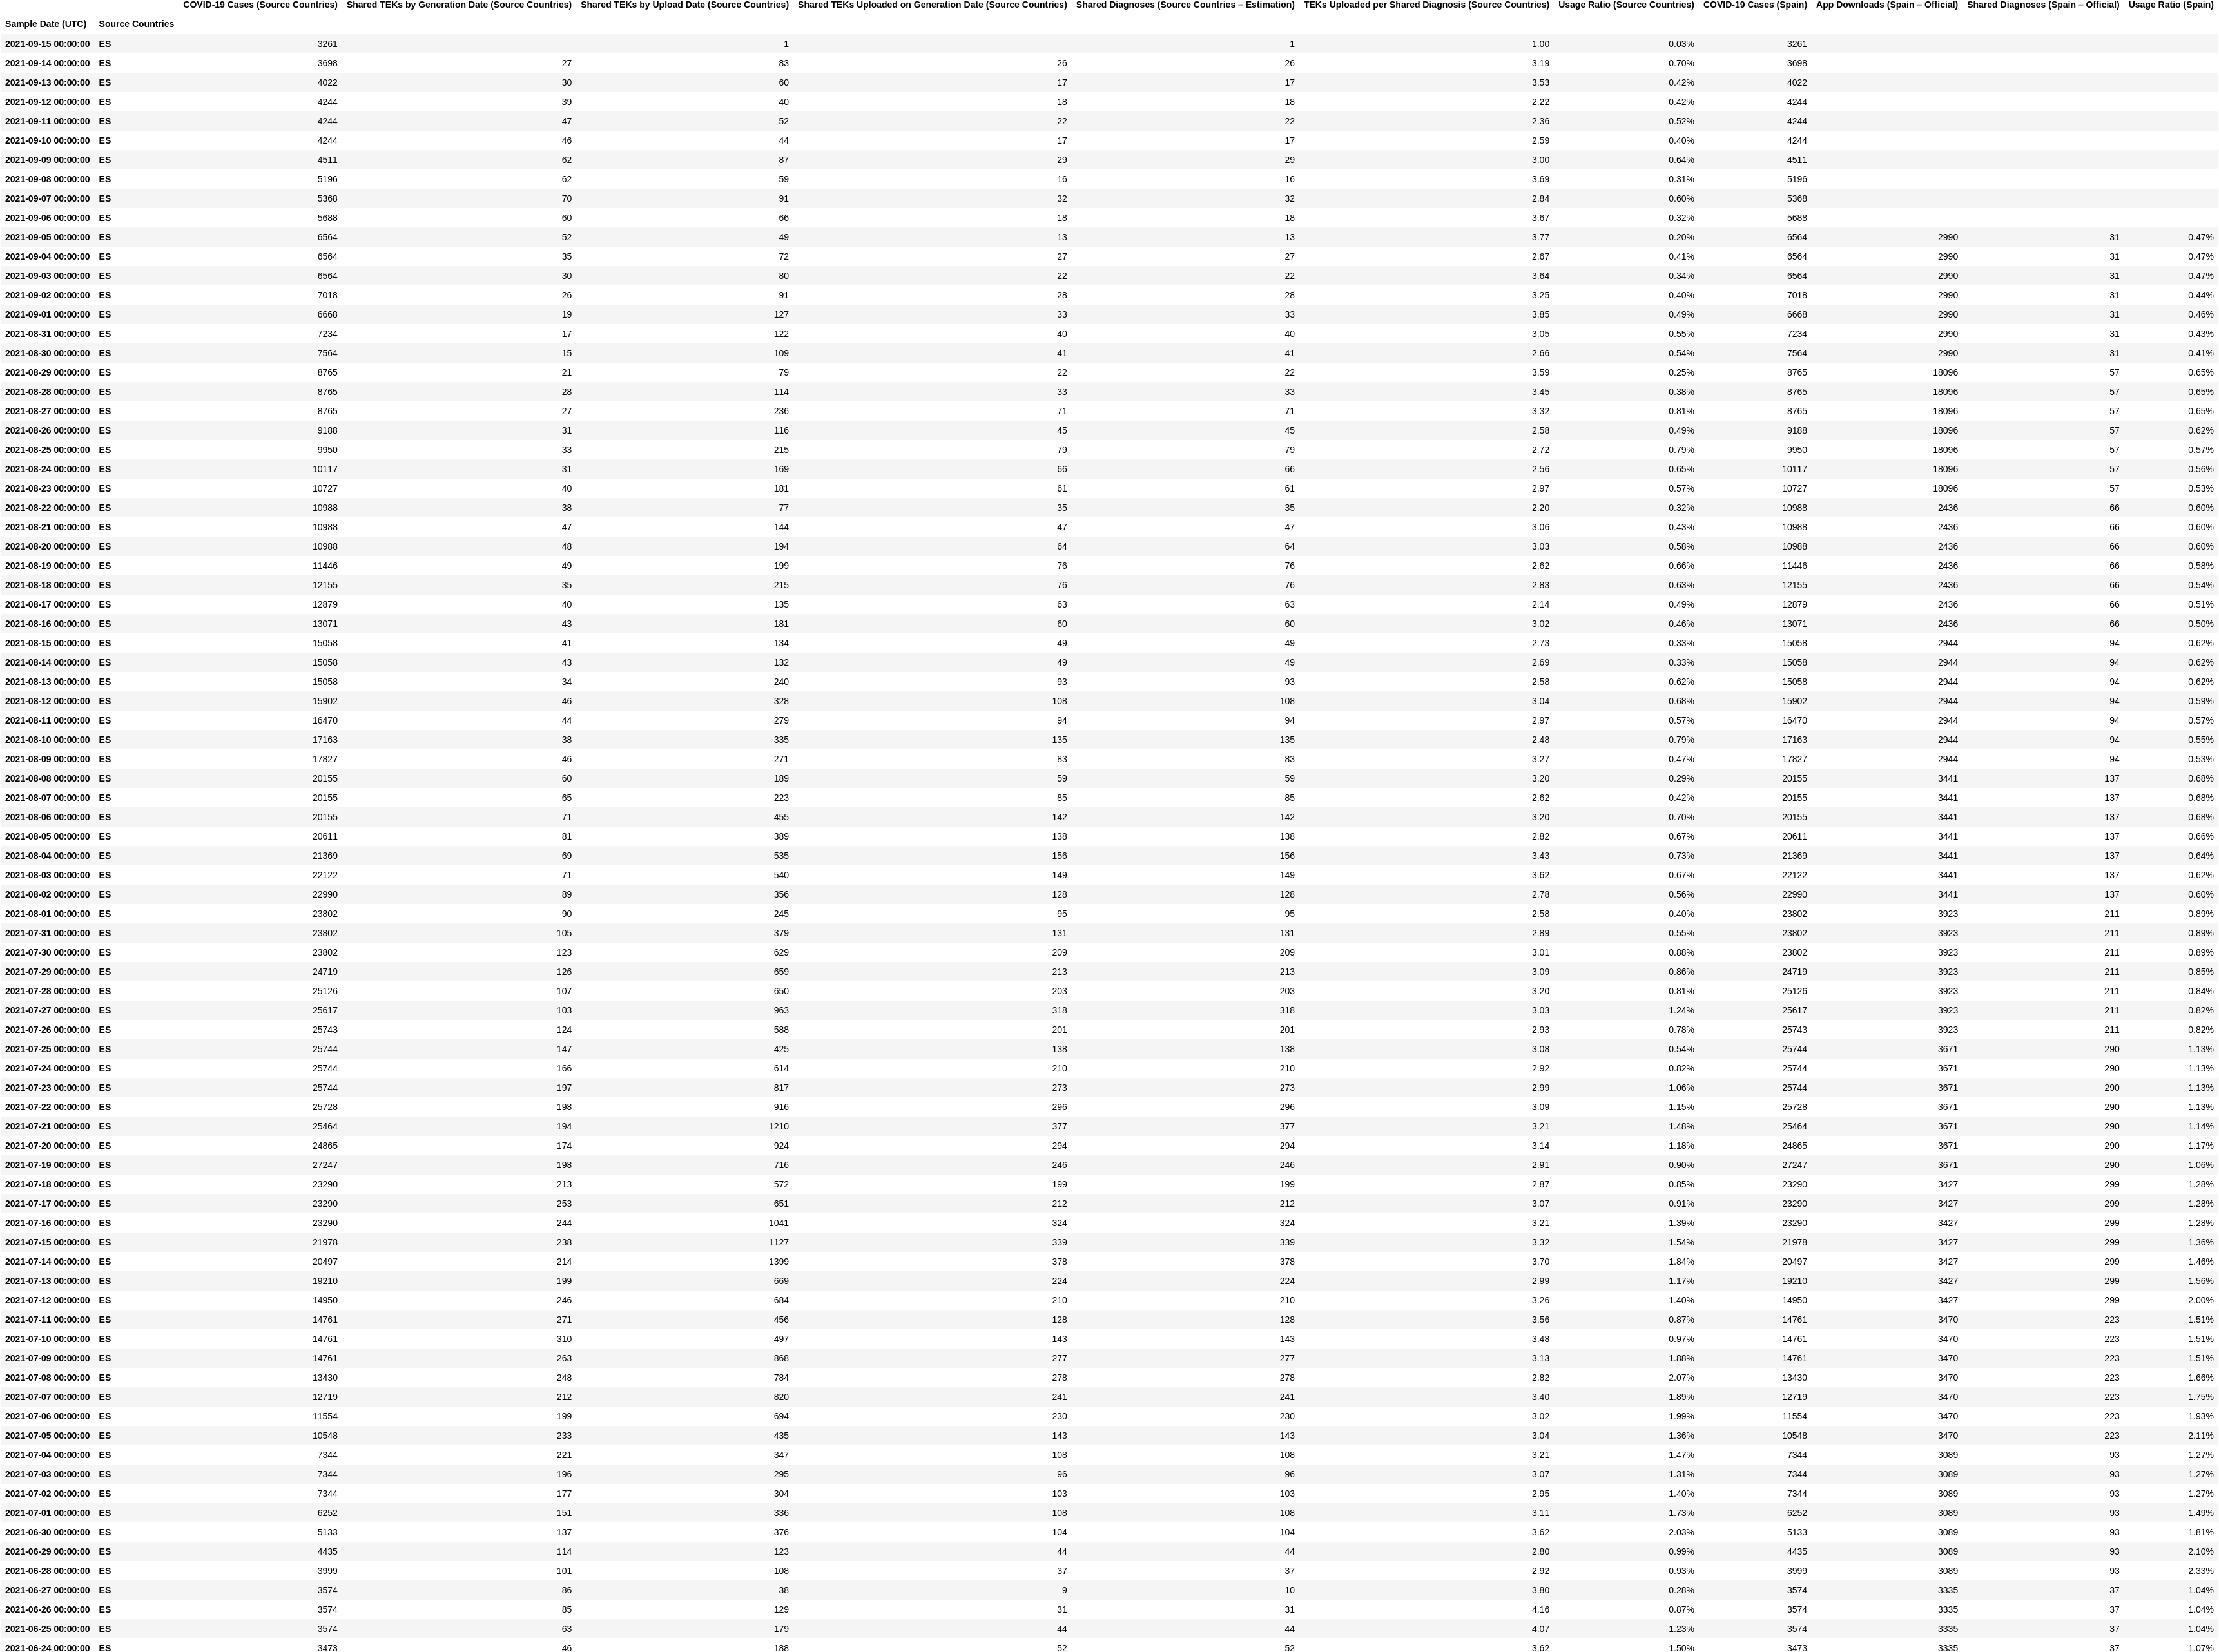 COVID-19 Cases (Source Countries) Shared TEKs by Generation Date (Source Countries) Shared TEKs by Upload Date (Source Countries) Shared TEKs Uploaded on Generation Date (Source Countries) Shared Diagnoses (Source Countries – Estimation) TEKs Uploaded per Shared Diagnosis (Source Countries) Usage Ratio (Source Countries) COVID-19 Cases (Spain) App Downloads (Spain – Official) Shared Diagnoses (Spain – Official) Usage Ratio (Spain)
Sample Date (UTC) Source Countries
2021-09-15 00:00:00 ES 3261 1 1 1.00 0.03% 3261
2021-09-14 00:00:00 ES 3698 27 83 26 26 3.19 0.70% 3698
2021-09-13 00:00:00 ES 4022 30 60 17 17 3.53 0.42% 4022
2021-09-12 00:00:00 ES 4244 39 40 18 18 2.22 0.42% 4244
2021-09-11 00:00:00 ES 4244 47 52 22 22 2.36 0.52% 4244
2021-09-10 00:00:00 ES 4244 46 44 17 17 2.59 0.40% 4244
2021-09-09 00:00:00 ES 4511 62 87 29 29 3.00 0.64% 4511
2021-09-08 00:00:00 ES 5196 62 59 16 16 3.69 0.31% 5196
2021-09-07 00:00:00 ES 5368 70 91 32 32 2.84 0.60% 5368
2021-09-06 00:00:00 ES 5688 60 66 18 18 3.67 0.32% 5688
2021-09-05 00:00:00 ES 6564 52 49 13 13 3.77 0.20% 6564 2990 31 0.47%
2021-09-04 00:00:00 ES 6564 35 72 27 27 2.67 0.41% 6564 2990 31 0.47%
2021-09-03 00:00:00 ES 6564 30 80 22 22 3.64 0.34% 6564 2990 31 0.47%
2021-09-02 00:00:00 ES 7018 26 91 28 28 3.25 0.40% 7018 2990 31 0.44%
2021-09-01 00:00:00 ES 6668 19 127 33 33 3.85 0.49% 6668 2990 31 0.46%
2021-08-31 00:00:00 ES 7234 17 122 40 40 3.05 0.55% 7234 2990 31 0.43%
2021-08-30 00:00:00 ES 7564 15 109 41 41 2.66 0.54% 7564 2990 31 0.41%
2021-08-29 00:00:00 ES 8765 21 79 22 22 3.59 0.25% 8765 18096 57 0.65%
2021-08-28 00:00:00 ES 8765 28 114 33 33 3.45 0.38% 8765 18096 57 0.65%
2021-08-27 00:00:00 ES 8765 27 236 71 71 3.32 0.81% 8765 18096 57 0.65%
2021-08-26 00:00:00 ES 9188 31 116 45 45 2.58 0.49% 9188 18096 57 0.62%
2021-08-25 00:00:00 ES 9950 33 215 79 79 2.72 0.79% 9950 18096 57 0.57%
2021-08-24 00:00:00 ES 10117 31 169 66 66 2.56 0.65% 10117 18096 57 0.56%
2021-08-23 00:00:00 ES 10727 40 181 61 61 2.97 0.57% 10727 18096 57 0.53%
2021-08-22 00:00:00 ES 10988 38 77 35 35 2.20 0.32% 10988 2436 66 0.60%
2021-08-21 00:00:00 ES 10988 47 144 47 47 3.06 0.43% 10988 2436 66 0.60%
2021-08-20 00:00:00 ES 10988 48 194 64 64 3.03 0.58% 10988 2436 66 0.60%
2021-08-19 00:00:00 ES 11446 49 199 76 76 2.62 0.66% 11446 2436 66 0.58%
2021-08-18 00:00:00 ES 12155 35 215 76 76 2.83 0.63% 12155 2436 66 0.54%
2021-08-17 00:00:00 ES 12879 40 135 63 63 2.14 0.49% 12879 2436 66 0.51%
2021-08-16 00:00:00 ES 13071 43 181 60 60 3.02 0.46% 13071 2436 66 0.50%
2021-08-15 00:00:00 ES 15058 41 134 49 49 2.73 0.33% 15058 2944 94 0.62%
2021-08-14 00:00:00 ES 15058 43 132 49 49 2.69 0.33% 15058 2944 94 0.62%
2021-08-13 00:00:00 ES 15058 34 240 93 93 2.58 0.62% 15058 2944 94 0.62%
2021-08-12 00:00:00 ES 15902 46 328 108 108 3.04 0.68% 15902 2944 94 0.59%
2021-08-11 00:00:00 ES 16470 44 279 94 94 2.97 0.57% 16470 2944 94 0.57%
2021-08-10 00:00:00 ES 17163 38 335 135 135 2.48 0.79% 17163 2944 94 0.55%
2021-08-09 00:00:00 ES 17827 46 271 83 83 3.27 0.47% 17827 2944 94 0.53%
2021-08-08 00:00:00 ES 20155 60 189 59 59 3.20 0.29% 20155 3441 137 0.68%
2021-08-07 00:00:00 ES 20155 65 223 85 85 2.62 0.42% 20155 3441 137 0.68%
2021-08-06 00:00:00 ES 20155 71 455 142 142 3.20 0.70% 20155 3441 137 0.68%
2021-08-05 00:00:00 ES 20611 81 389 138 138 2.82 0.67% 20611 3441 137 0.66%
2021-08-04 00:00:00 ES 21369 69 535 156 156 3.43 0.73% 21369 3441 137 0.64%
2021-08-03 00:00:00 ES 22122 71 540 149 149 3.62 0.67% 22122 3441 137 0.62%
2021-08-02 00:00:00 ES 22990 89 356 128 128 2.78 0.56% 22990 3441 137 0.60%
2021-08-01 00:00:00 ES 23802 90 245 95 95 2.58 0.40% 23802 3923 211 0.89%
2021-07-31 00:00:00 ES 23802 105 379 131 131 2.89 0.55% 23802 3923 211 0.89%
2021-07-30 00:00:00 ES 23802 123 629 209 209 3.01 0.88% 23802 3923 211 0.89%
2021-07-29 00:00:00 ES 24719 126 659 213 213 3.09 0.86% 24719 3923 211 0.85%
2021-07-28 00:00:00 ES 25126 107 650 203 203 3.20 0.81% 25126 3923 211 0.84%
2021-07-27 00:00:00 ES 25617 103 963 318 318 3.03 1.24% 25617 3923 211 0.82%
2021-07-26 00:00:00 ES 25743 124 588 201 201 2.93 0.78% 25743 3923 211 0.82%
2021-07-25 00:00:00 ES 25744 147 425 138 138 3.08 0.54% 25744 3671 290 1.13%
2021-07-24 00:00:00 ES 25744 166 614 210 210 2.92 0.82% 25744 3671 290 1.13%
2021-07-23 00:00:00 ES 25744 197 817 273 273 2.99 1.06% 25744 3671 290 1.13%
2021-07-22 00:00:00 ES 25728 198 916 296 296 3.09 1.15% 25728 3671 290 1.13%
2021-07-21 00:00:00 ES 25464 194 1210 377 377 3.21 1.48% 25464 3671 290 1.14%
2021-07-20 00:00:00 ES 24865 174 924 294 294 3.14 1.18% 24865 3671 290 1.17%
2021-07-19 00:00:00 ES 27247 198 716 246 246 2.91 0.90% 27247 3671 290 1.06%
2021-07-18 00:00:00 ES 23290 213 572 199 199 2.87 0.85% 23290 3427 299 1.28%
2021-07-17 00:00:00 ES 23290 253 651 212 212 3.07 0.91% 23290 3427 299 1.28%
2021-07-16 00:00:00 ES 23290 244 1041 324 324 3.21 1.39% 23290 3427 299 1.28%
2021-07-15 00:00:00 ES 21978 238 1127 339 339 3.32 1.54% 21978 3427 299 1.36%
2021-07-14 00:00:00 ES 20497 214 1399 378 378 3.70 1.84% 20497 3427 299 1.46%
2021-07-13 00:00:00 ES 19210 199 669 224 224 2.99 1.17% 19210 3427 299 1.56%
2021-07-12 00:00:00 ES 14950 246 684 210 210 3.26 1.40% 14950 3427 299 2.00%
2021-07-11 00:00:00 ES 14761 271 456 128 128 3.56 0.87% 14761 3470 223 1.51%
2021-07-10 00:00:00 ES 14761 310 497 143 143 3.48 0.97% 14761 3470 223 1.51%
2021-07-09 00:00:00 ES 14761 263 868 277 277 3.13 1.88% 14761 3470 223 1.51%
2021-07-08 00:00:00 ES 13430 248 784 278 278 2.82 2.07% 13430 3470 223 1.66%
2021-07-07 00:00:00 ES 12719 212 820 241 241 3.40 1.89% 12719 3470 223 1.75%
2021-07-06 00:00:00 ES 11554 199 694 230 230 3.02 1.99% 11554 3470 223 1.93%
2021-07-05 00:00:00 ES 10548 233 435 143 143 3.04 1.36% 10548 3470 223 2.11%
2021-07-04 00:00:00 ES 7344 221 347 108 108 3.21 1.47% 7344 3089 93 1.27%
2021-07-03 00:00:00 ES 7344 196 295 96 96 3.07 1.31% 7344 3089 93 1.27%
2021-07-02 00:00:00 ES 7344 177 304 103 103 2.95 1.40% 7344 3089 93 1.27%
2021-07-01 00:00:00 ES 6252 151 336 108 108 3.11 1.73% 6252 3089 93 1.49%
2021-06-30 00:00:00 ES 5133 137 376 104 104 3.62 2.03% 5133 3089 93 1.81%
2021-06-29 00:00:00 ES 4435 114 123 44 44 2.80 0.99% 4435 3089 93 2.10%
2021-06-28 00:00:00 ES 3999 101 108 37 37 2.92 0.93% 3999 3089 93 2.33%
2021-06-27 00:00:00 ES 3574 86 38 9 10 3.80 0.28% 3574 3335 37 1.04%
2021-06-26 00:00:00 ES 3574 85 129 31 31 4.16 0.87% 3574 3335 37 1.04%
2021-06-25 00:00:00 ES 3574 63 179 44 44 4.07 1.23% 3574 3335 37 1.04%
2021-06-24 00:00:00 ES 3473 46 188 52 52 3.62 1.50% 3473 3335 37 1.07%